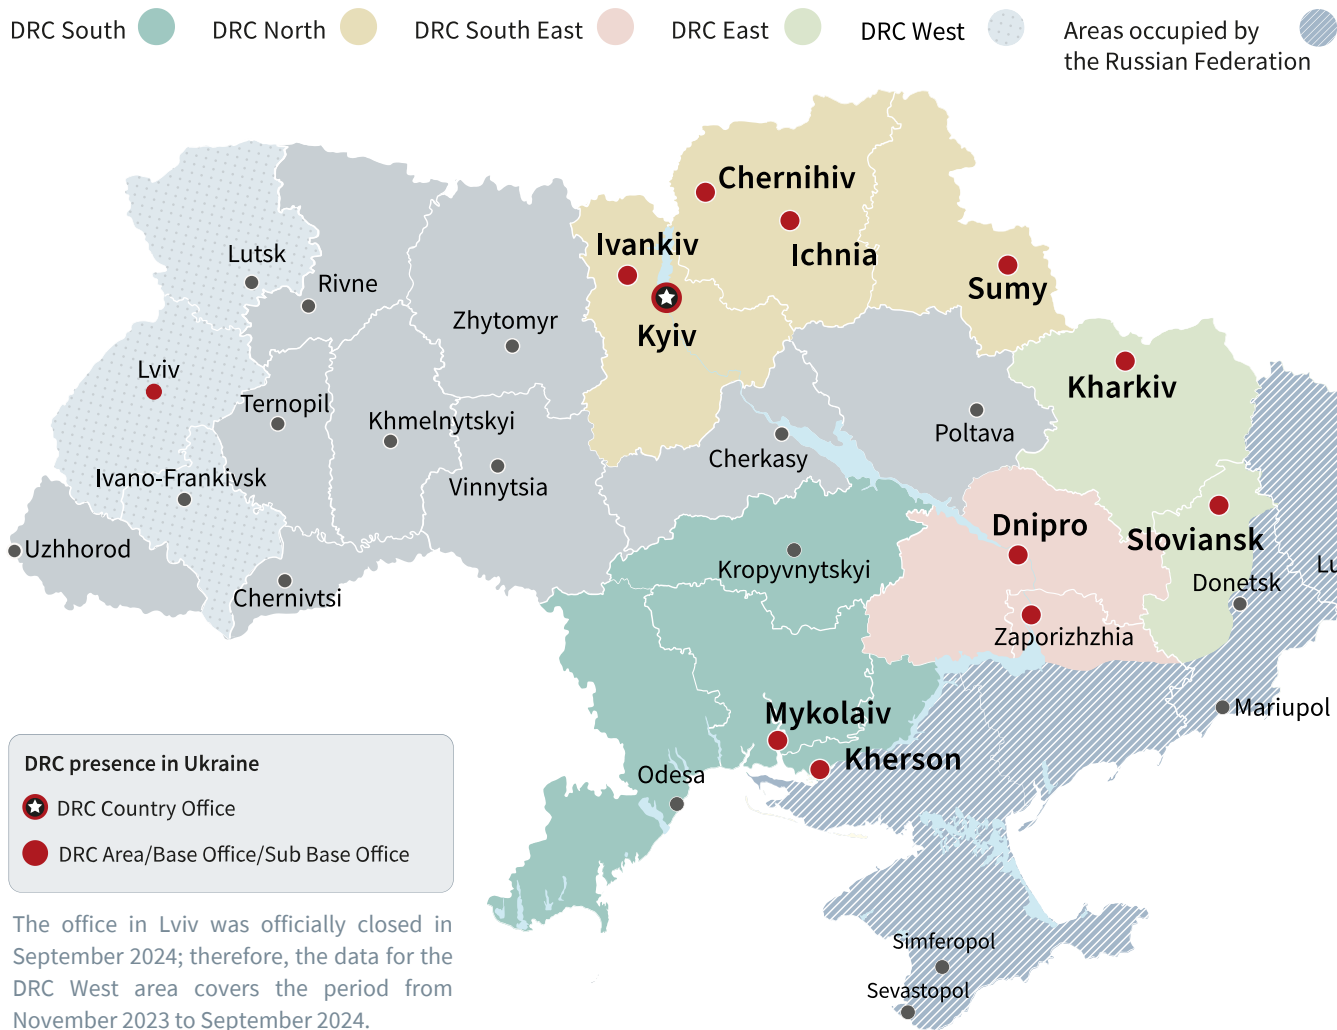 DRC South
DRC North
DRC South East
DRC East
DRC West
Areas occupied by
the Russian Federation
Chernihiv
Ivankiv
Ichnia
Lutsk
Rivne
Sumy
Zhytomyr
Kyiv
Lviv
Kharkiv
Ternopil
Khmelnytskyi
Poltava
Cherkasy
Ivano-Frankivsk
Vinnytsia
Dnipro
Sloviansk
Uzhhorod
Kropyvnytskyi
Donetsk
Lu
Chernivtsi
Zaporizhzhia
Mykolaiv
Mariupol
Kherson
Odesa
DRC presence in Ukraine
DRC Country Office
DRC Area/Base Office/Sub Base Office
The office in Lviv was officially closed in
September 2024; therefore, the data for the
DRC West area covers the period from
November 2023 to September 2024.
Simferopol
Sevastopol